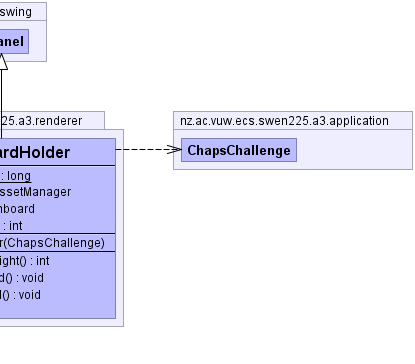 swing
anel
25.a3.renderer
nz.ac.vuw.ecs.swen225.a3.application
ardHolder
ChapsChallenge
: long
ssetManager
hboard
: int
r(ChapsChallenge)
ight() : int
d() : void
l() : void